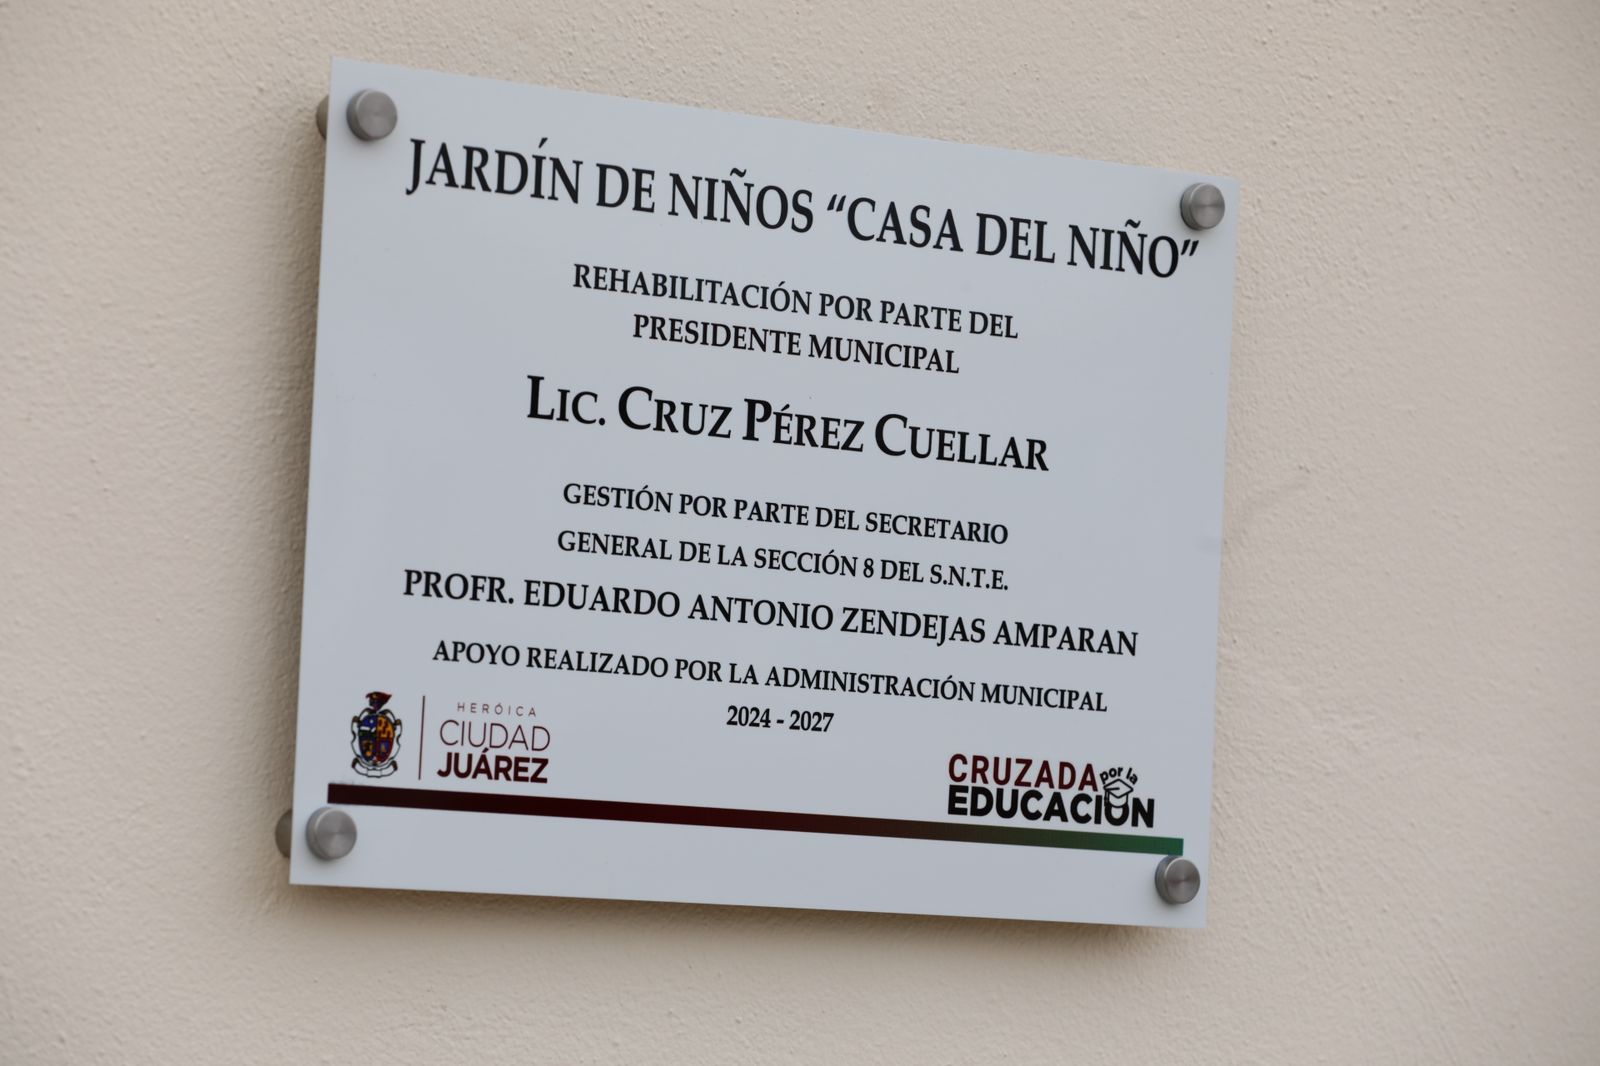 JARDÍN DE NIÑOS “CASA DEL NIÑO”
REHABILITACIÓN POR PARTE DEL
PRESIDENTE MUNICIPAL
LIC. CRUZ PÉREZ CUELLAR
GESTIÓN POR PARTE DEL SECRETARIO
GENERAL DE LA SECCIÓN 8 DEL S.N.T.E.
PROFR. EDUARDO ANTONIO ZENDEJAS AMPARAN
APOYO REALIZADO POR LA ADMINISTRACIÓN MUNICIPAL
2024 - 2027
HERÓICA
CIUDAD
JUÁREZ
CRUZADA por la
EDUCACIÓN